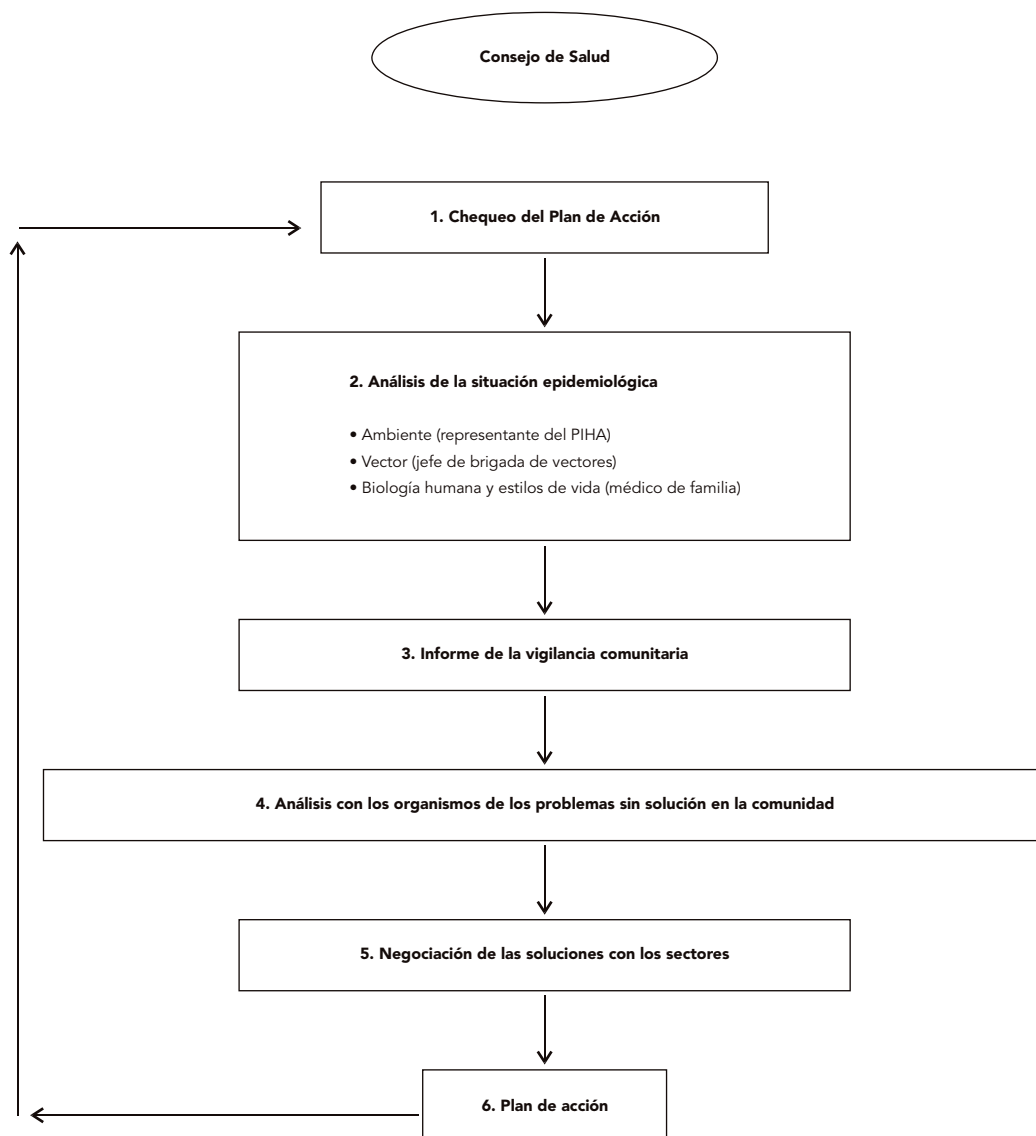 Consejo de Salud
1. Chequeo del Plan de Acción
2. Análisis de la situación epidemiológica
• Ambiente (representante del PIHA)
• Vector (jefe de brigada de vectores)
• Biología humana y estilos de vida (médico de familia)
3. Informe de la vigilancia comunitaria
4. Análisis con los organismos de los problemas sin solución en la comunidad
5. Negociación de las soluciones con los sectores
6. Plan de acción